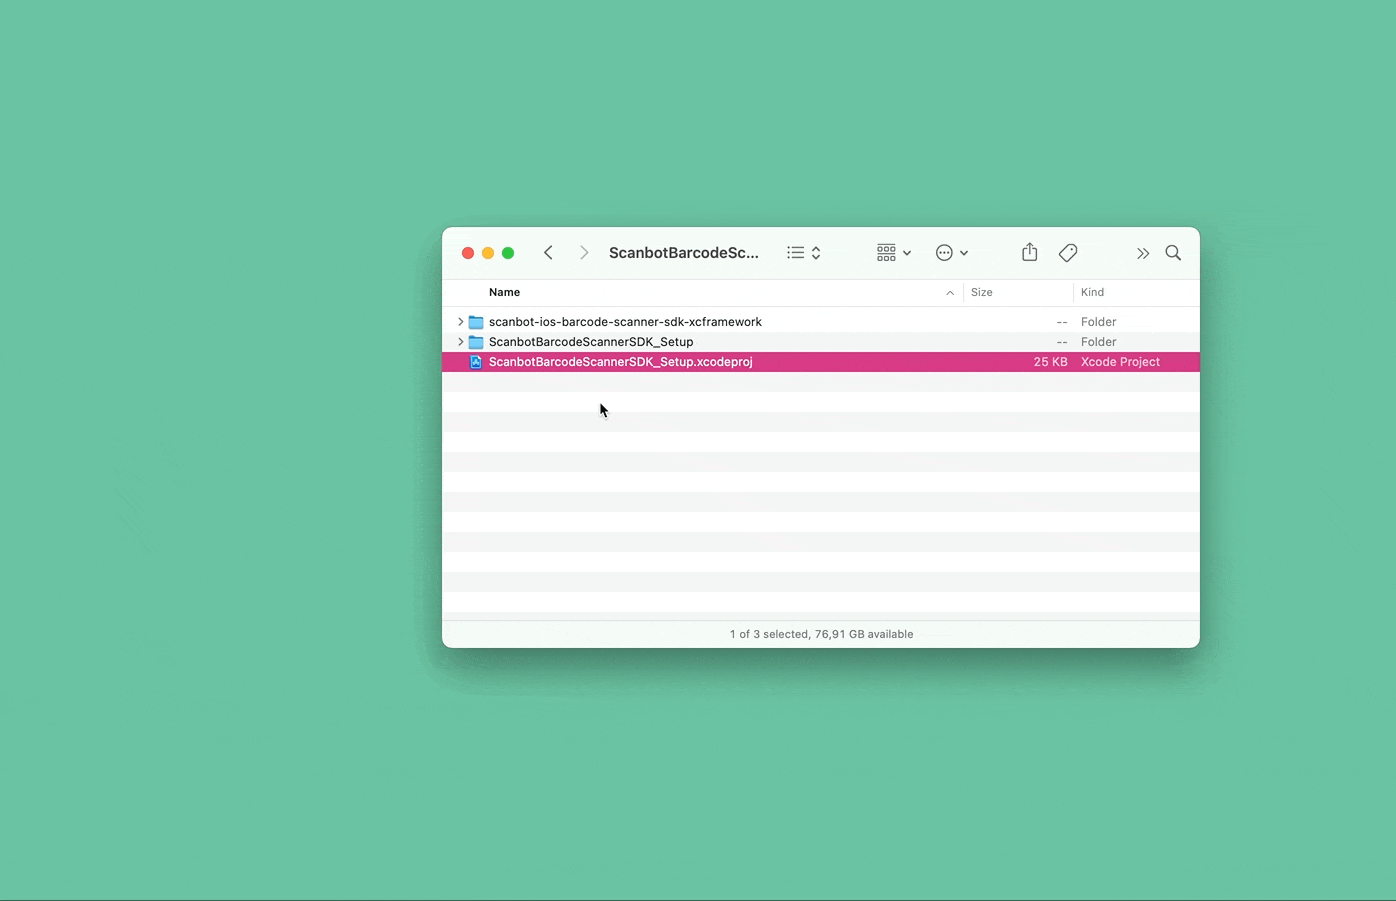 ScanbotBarcodeSc...
Name Size Kind
scanbot-ios-barcode-scanner-sdk-xcframework -- Folder
ScanbotBarcodeScannerSDK_Setup -- Folder
ScanbotBarcodeScannerSDK_Setup.xcodeproj 25 KB Xcode Project
1 of 3 selected, 76,91 GB available